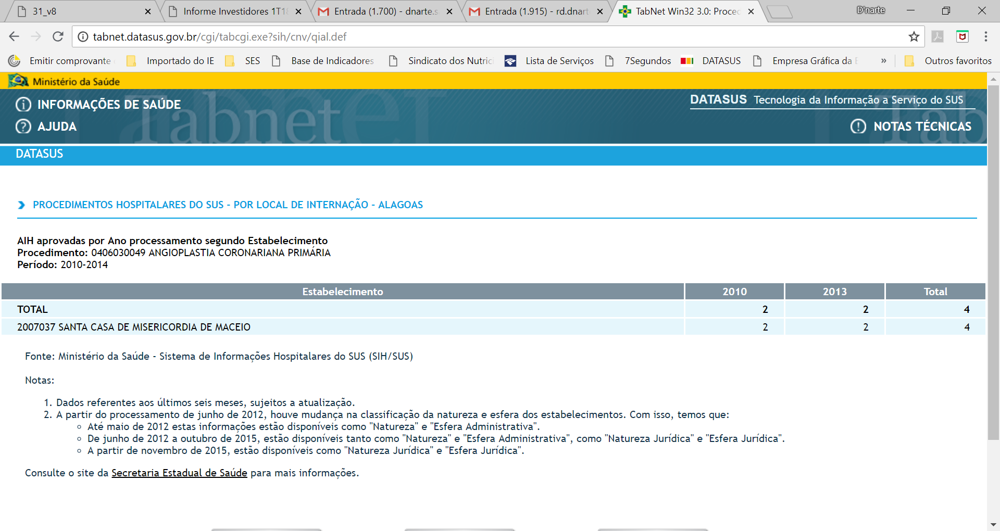 31_v8
Informe Investidores 1T18
Entrada (1.700) - dnarte.s
Entrada (1.915) - rd.dnart
TabNet Win32 3.0: Proced
D'narte
tabnet.datasus.gov.br/cgi/tabcgi.exe?sih/cnv/qial.def
Emitir comprovante
Importado do IE
SES
Base de Indicadores
Sindicato dos Nutrici
Lista de Serviços
7Segundos
DATASUS
Empresa Gráfica da
»
Outros favoritos
Ministério da Saúde
Tabnet
INFORMAÇÕES DE SAÚDE
DATASUS Tecnologia da Informação a Serviço do SUS
AJUDA
NOTAS TÉCNICAS
DATASUS
PROCEDIMENTOS HOSPITALARES DO SUS - POR LOCAL DE INTERNAÇÃO - ALAGOAS
AIH aprovadas por Ano processamento segundo Estabelecimento
Procedimento: 0406030049 ANGIOPLASTIA CORONARIANA PRIMÁRIA
Período: 2010-2014
Estabelecimento 2010 2013 Total
TOTAL 2 2 4
2007037 SANTA CASA DE MISERICORDIA DE MACEIO 2 2 4
Fonte: Ministério da Saúde - Sistema de Informações Hospitalares do SUS (SIH/SUS)
Notas:
1. Dados referentes aos últimos seis meses, sujeitos a atualização.
2. A partir do processamento de junho de 2012, houve mudança na classificação da natureza e esfera dos estabelecimentos. Com isso, temos que:
◦ Até maio de 2012 estas informações estão disponíveis como "Natureza" e "Esfera Administrativa".
◦ De junho de 2012 a outubro de 2015, estão disponíveis tanto como "Natureza" e "Esfera Administrativa", como "Natureza Jurídica" e "Esfera Jurídica".
◦ A partir de novembro de 2015, estão disponíveis como "Natureza Jurídica" e "Esfera Jurídica".
Consulte o site da Secretaria Estadual de Saúde para mais informações.